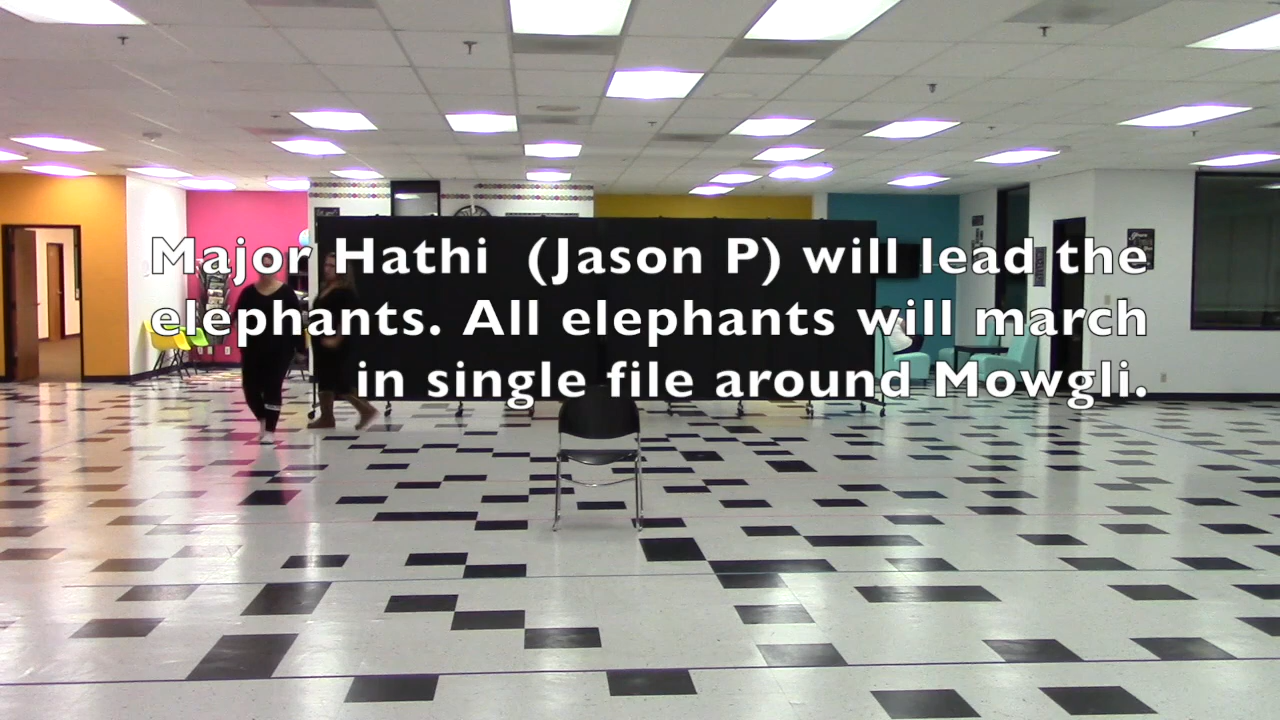 Major Hathi (Jason P) will lead the
elephants. All elephants will march
in single file around Mowgli.